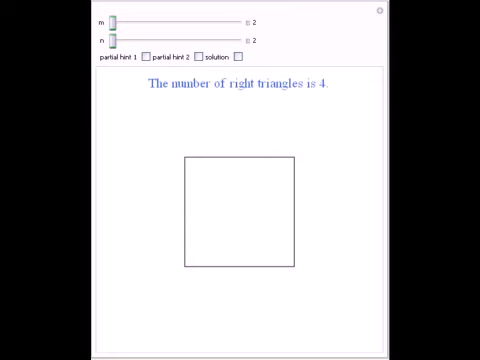 m 2
n 2
partial hint 1 partial hint 2 solution
The number of right triangles is 4.